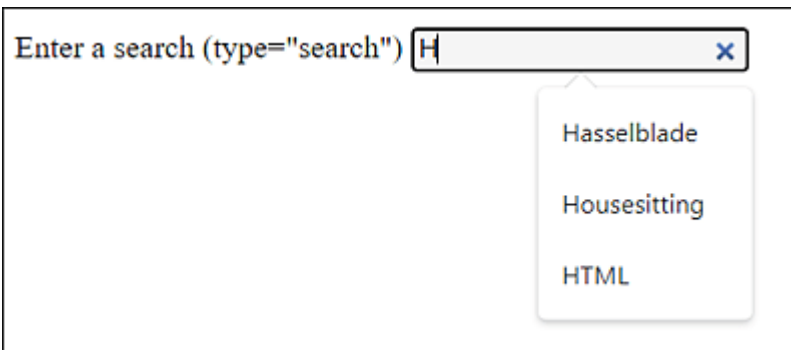 Enter a search (type="search") H
Hasselblade
Housesitting
HTML